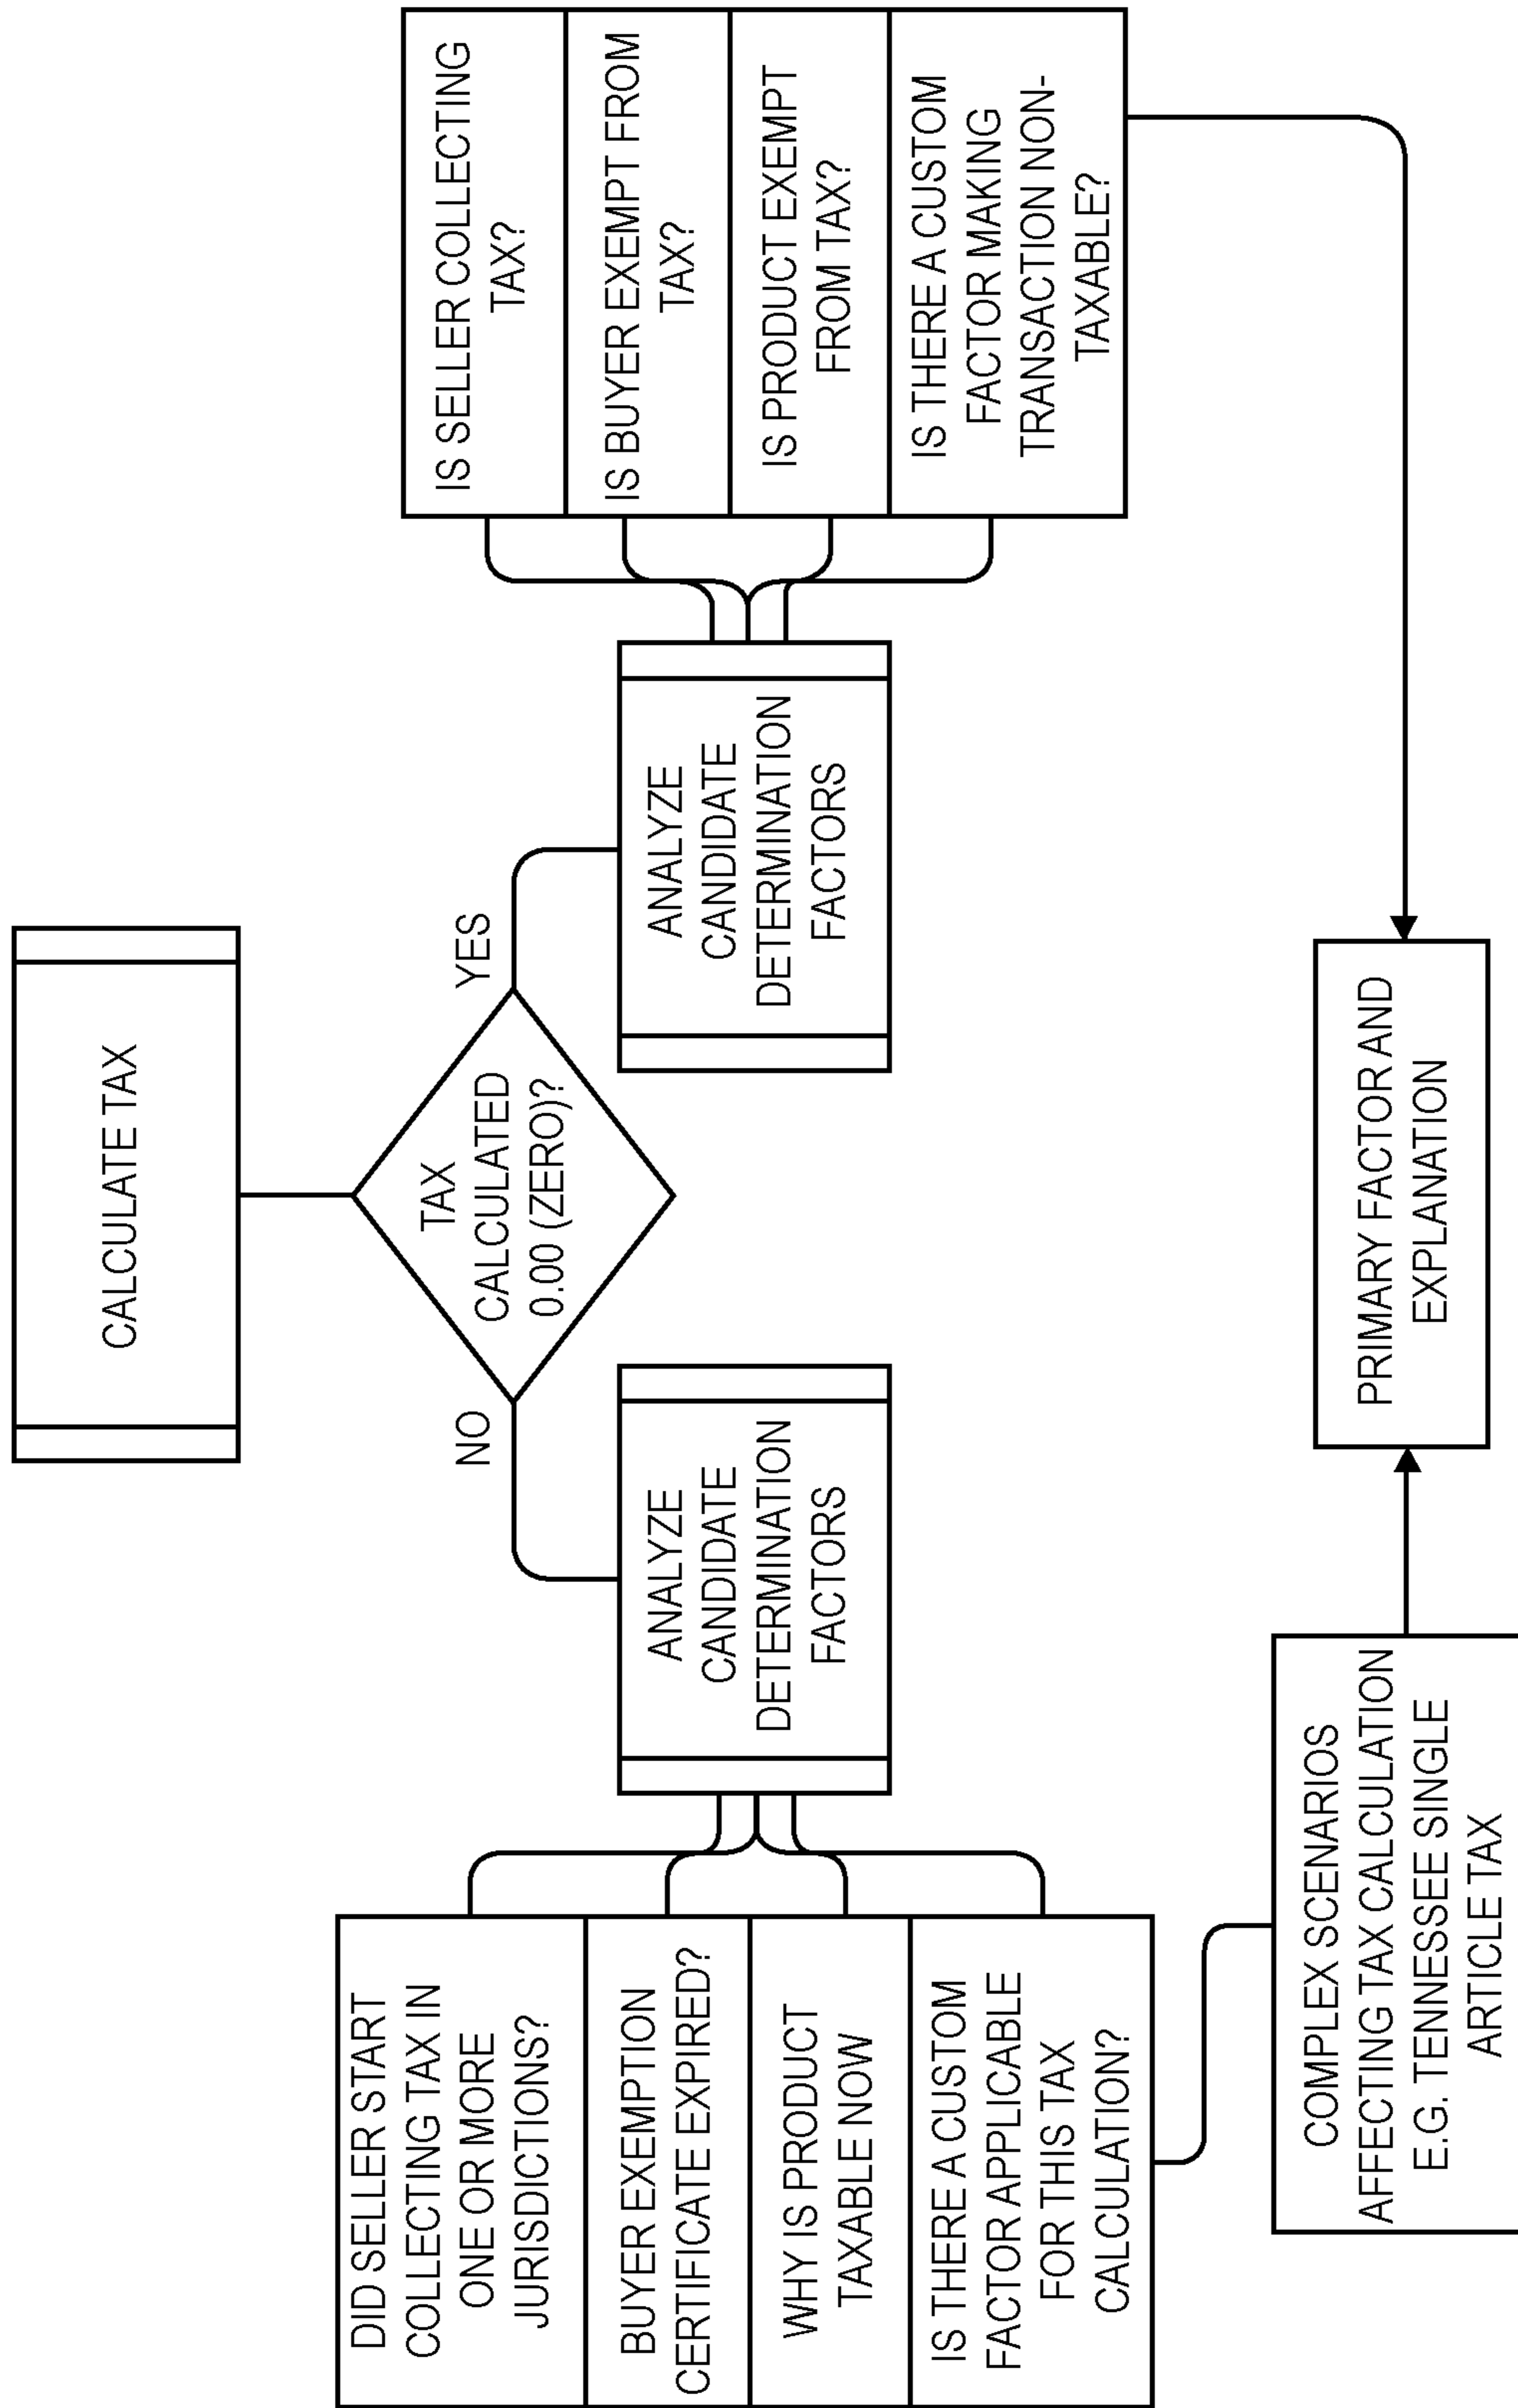 CALCULATE TAX
TAX
CALCULATED
0.00 (ZERO)?
NO
YES
ANALYZE
CANDIDATE
DETERMINATION
FACTORS
ANALYZE
CANDIDATE
DETERMINATION
FACTORS
DID SELLER START
COLLECTING TAX IN
ONE OR MORE
JURISDICTIONS?
BUYER EXEMPTION
CERTIFICATE EXPIRED?
WHY IS PRODUCT
TAXABLE NOW
IS THERE A CUSTOM
FACTOR APPLICABLE
FOR THIS TAX
CALCULATION?
IS SELLER COLLECTING
TAX?
IS BUYER EXEMPT FROM
TAX?
IS PRODUCT EXEMPT
FROM TAX?
IS THERE A CUSTOM
FACTOR MAKING
TRANSACTION NON-
TAXABLE?
COMPLEX SCENARIOS
AFFECTING TAX CALCULATION
E.G. TENNESSEE SINGLE
ARTICLE TAX
PRIMARY FACTOR AND
EXPLANATION